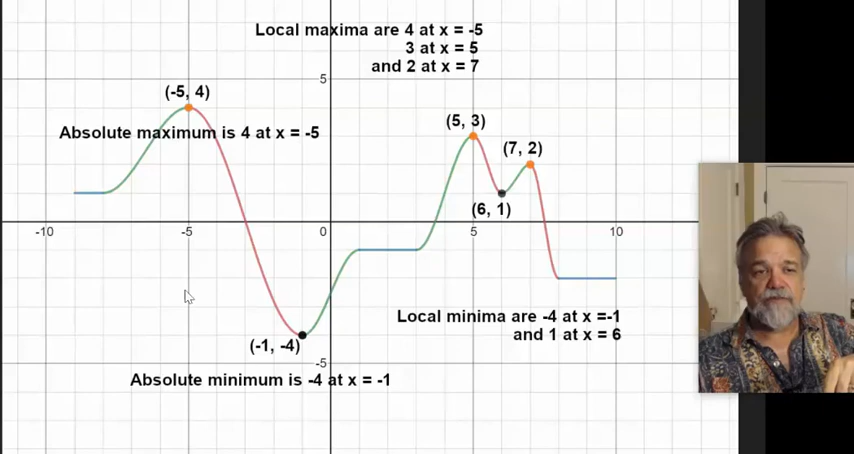 Local maxima are 4 at x = -5
3 at x = 5
and 2 at x = 7
5
(-5, 4)
Absolute maximum is 4 at x = -5
(5, 3)
(7, 2)
(6, 1)
-10
-5
0
5
10
Local minima are -4 at x =-1
and 1 at x = 6
(-1, -4)
-5
Absolute minimum is -4 at x = -1